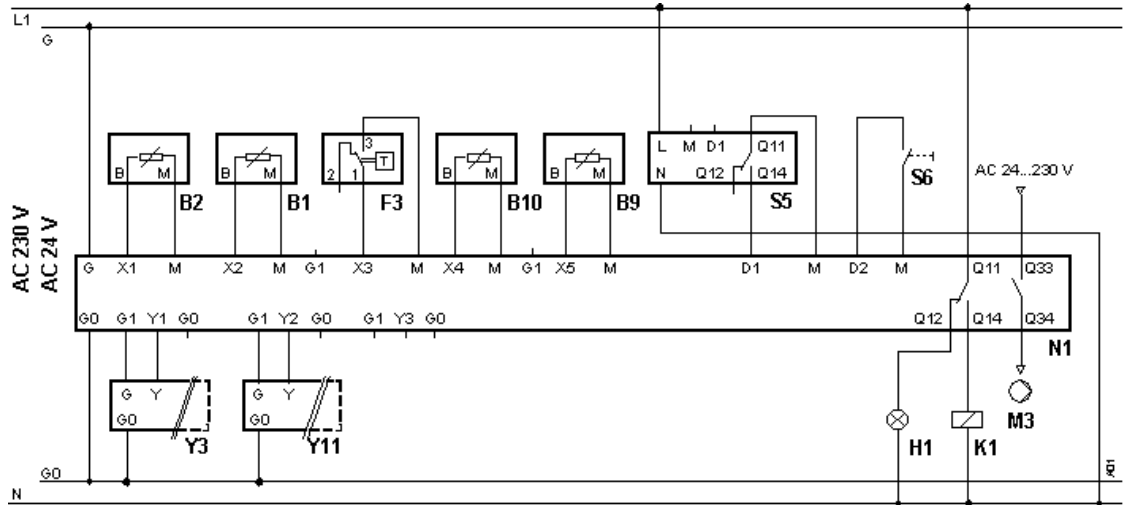 L1
G
AC 230 V
AC 24 V
B M
B2
B M
B1
3
T
2 1
F3
B M
B10
B M
B9
L M D1 Q11
N Q12 Q14
S5
S6
AC 24...230 V
G X1 M X2 M G1 X3 M X4 M G1 X5 M D1 M D2 M Q11 Q33
G0 G1 Y1 G0 G1 Y2 G0 G1 Y3 G0 Q12 Q14 Q34
N1
G Y
G0
Y3
G Y
G0
Y11
H1
K1
M3
A01
G0
N